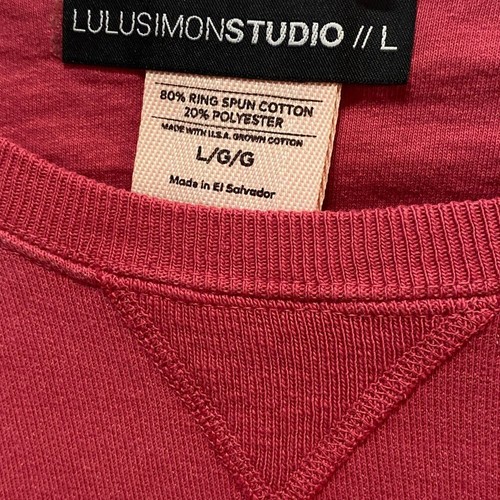 LULUSIMONSTUDIO // L
80% RING SPUN COTTON
20% POLYESTER
MADE WITH U.S.A. GROWN COTTON
L/G/G
Made in El Salvador